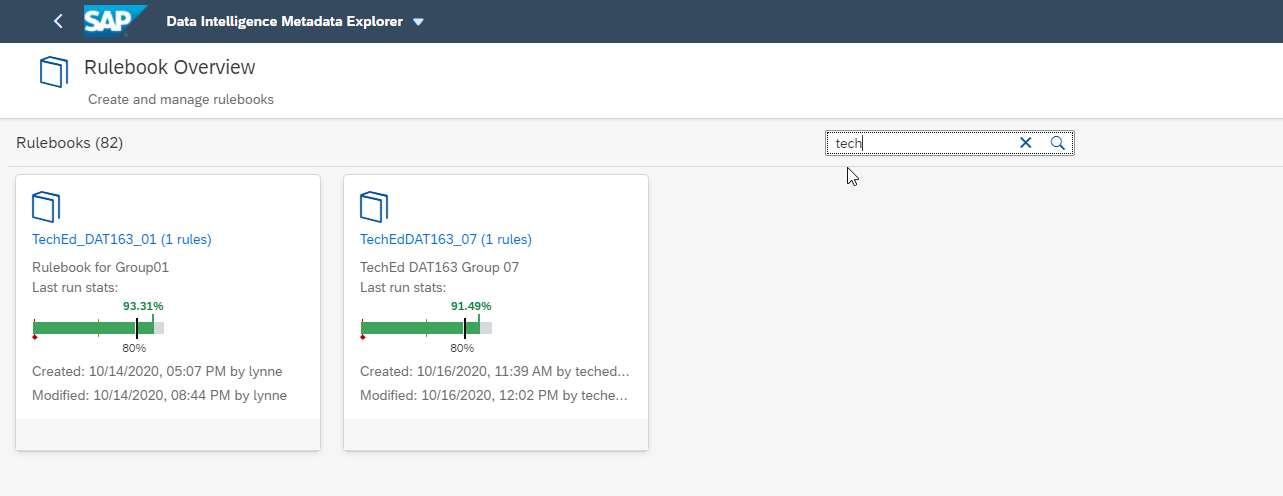 SAP Data Intelligence Metadata Explorer
Rulebook Overview
Create and manage rulebooks
Rulebooks (82)
tech
TechEd_DAT163_01 (1 rules)
Rulebook for Group01
Last run stats:
93.31%
80%
Created: 10/14/2020, 05:07 PM by lynne
Modified: 10/14/2020, 08:44 PM by lynne
TechEdDAT163_07 (1 rules)
TechEd DAT163 Group 07
Last run stats:
91.49%
80%
Created: 10/16/2020, 11:39 AM by teched...
Modified: 10/16/2020, 12:02 PM by teche...